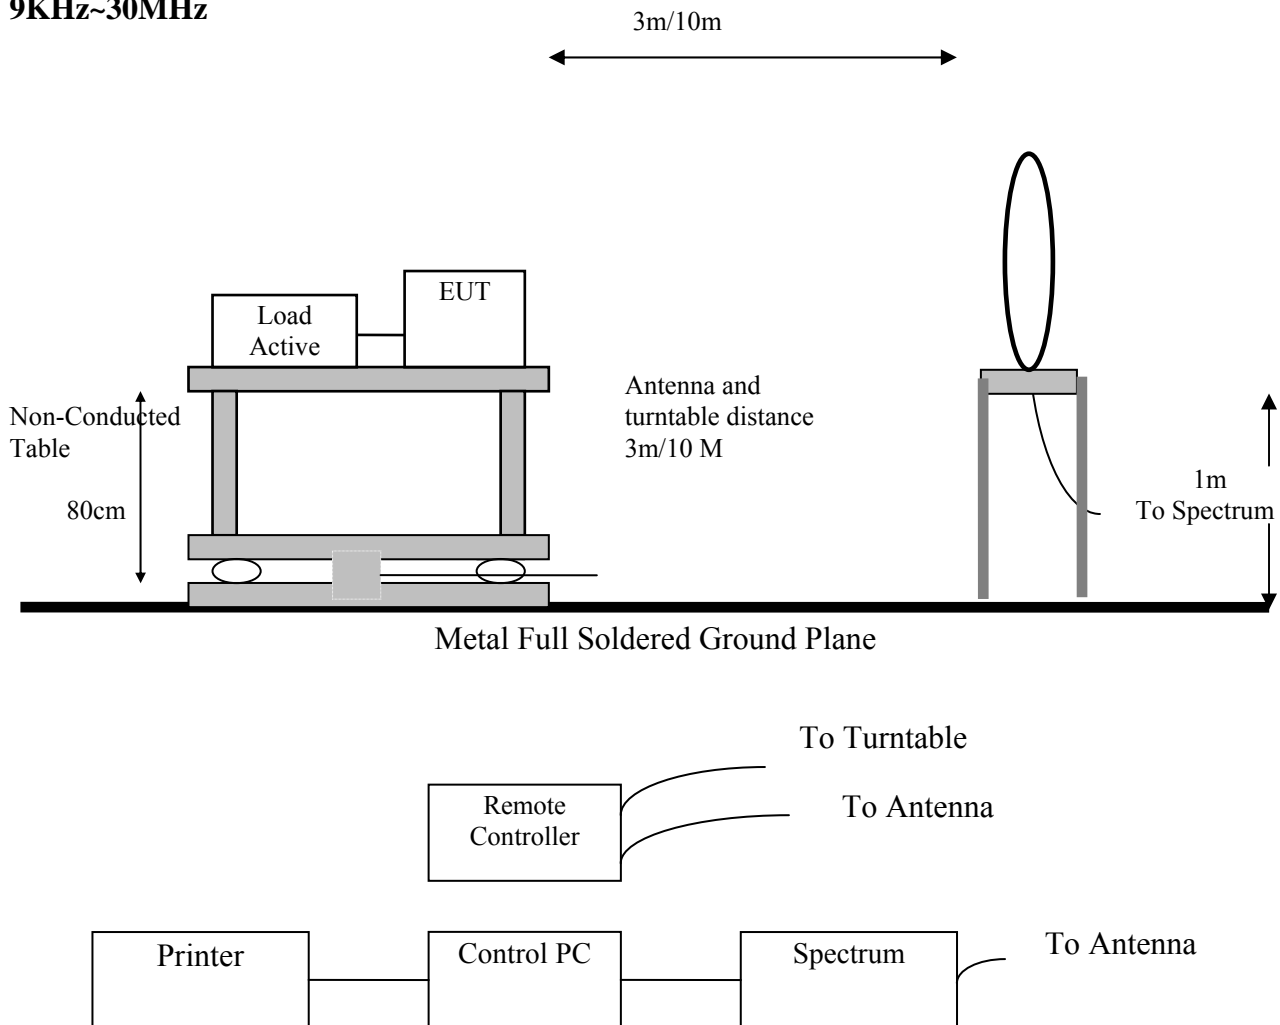 9KHz~30MHz
3m/10m
EUT
Load
Active
Antenna and
turntable distance
3m/10 M
Non-Conducted
Table
80cm
1m
To Spectrum
Metal Full Soldered Ground Plane
To Turntable
Remote
Controller
To Antenna
Printer
Control PC
Spectrum
To Antenna